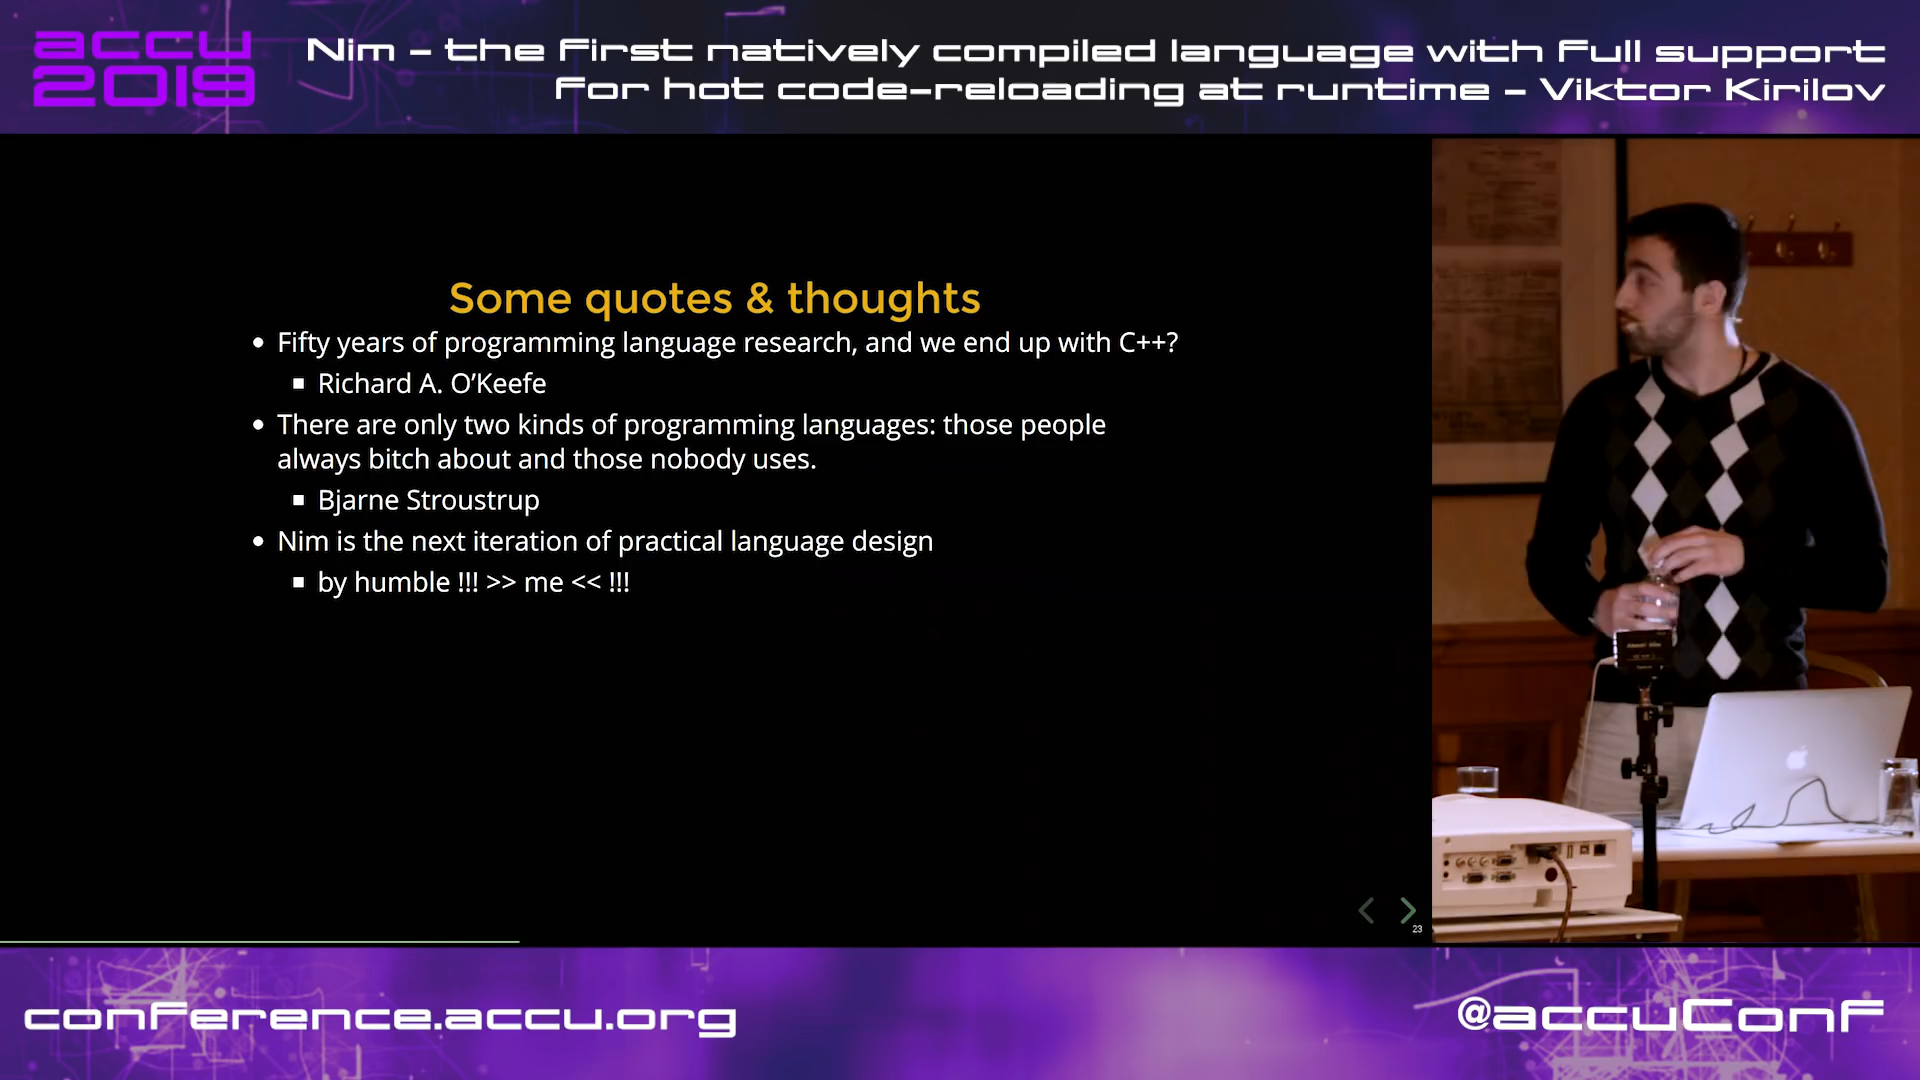 accu
2019
Nim - the first natively compiled language with full support
for hot code-reloading at runtime - Viktor Kirilov
Some quotes & thoughts
• Fifty years of programming language research, and we end up with C++?
▪ Richard A. O’Keefe
• There are only two kinds of programming languages: those people
always bitch about and those nobody uses.
▪ Bjarne Stroustrup
• Nim is the next iteration of practical language design
▪ by humble !!! >> me << !!!
23
conference.accu.org
@accuConf